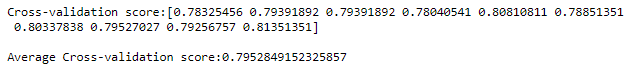 Cross-validation score:[0.78325456 0.79391892 0.79391892 0.78040541 0.80810811 0.78851351
0.80337838 0.79527027 0.79256757 0.81351351]
Average Cross-validation score:0.7952849152325857